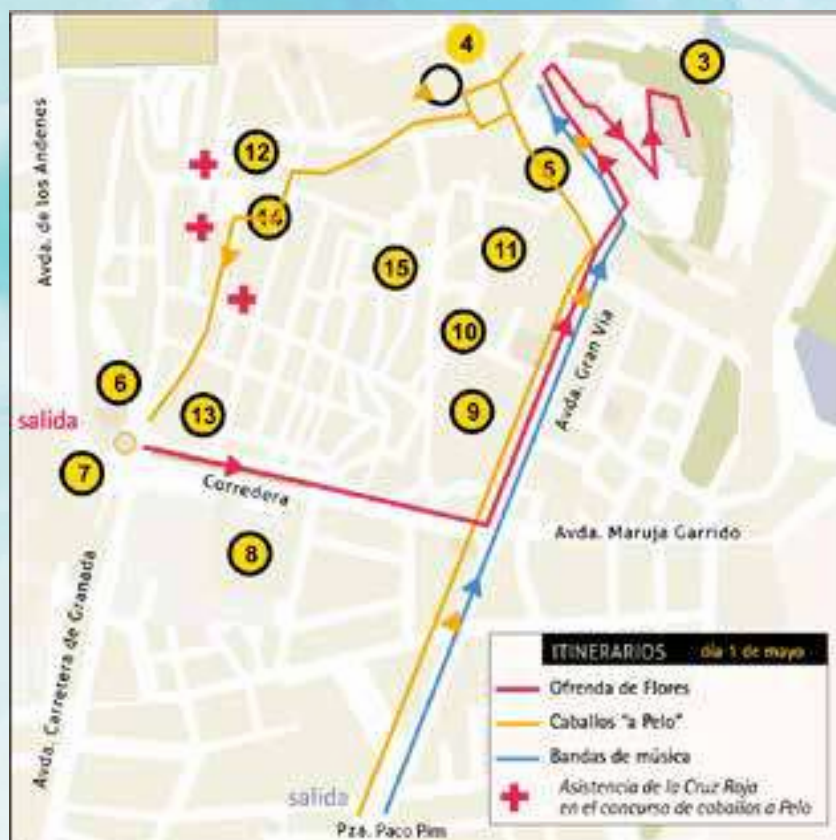 4
3
12
5
14
11
15
10
Avda. de los Andenes
Avda. Gran Via
6
9
13
salida
7
Corredera
8
Avda. Maruja Garrido
Avda. Carretera de Granada
ITINERARIOS día 1 de mayo
Ofrenda de Flores
Caballos "a Pelo"
Bandas de música
Asistencia de la Cruz Roja
en el concurso de caballos a Pelo
salida
Pza. Paco Pim